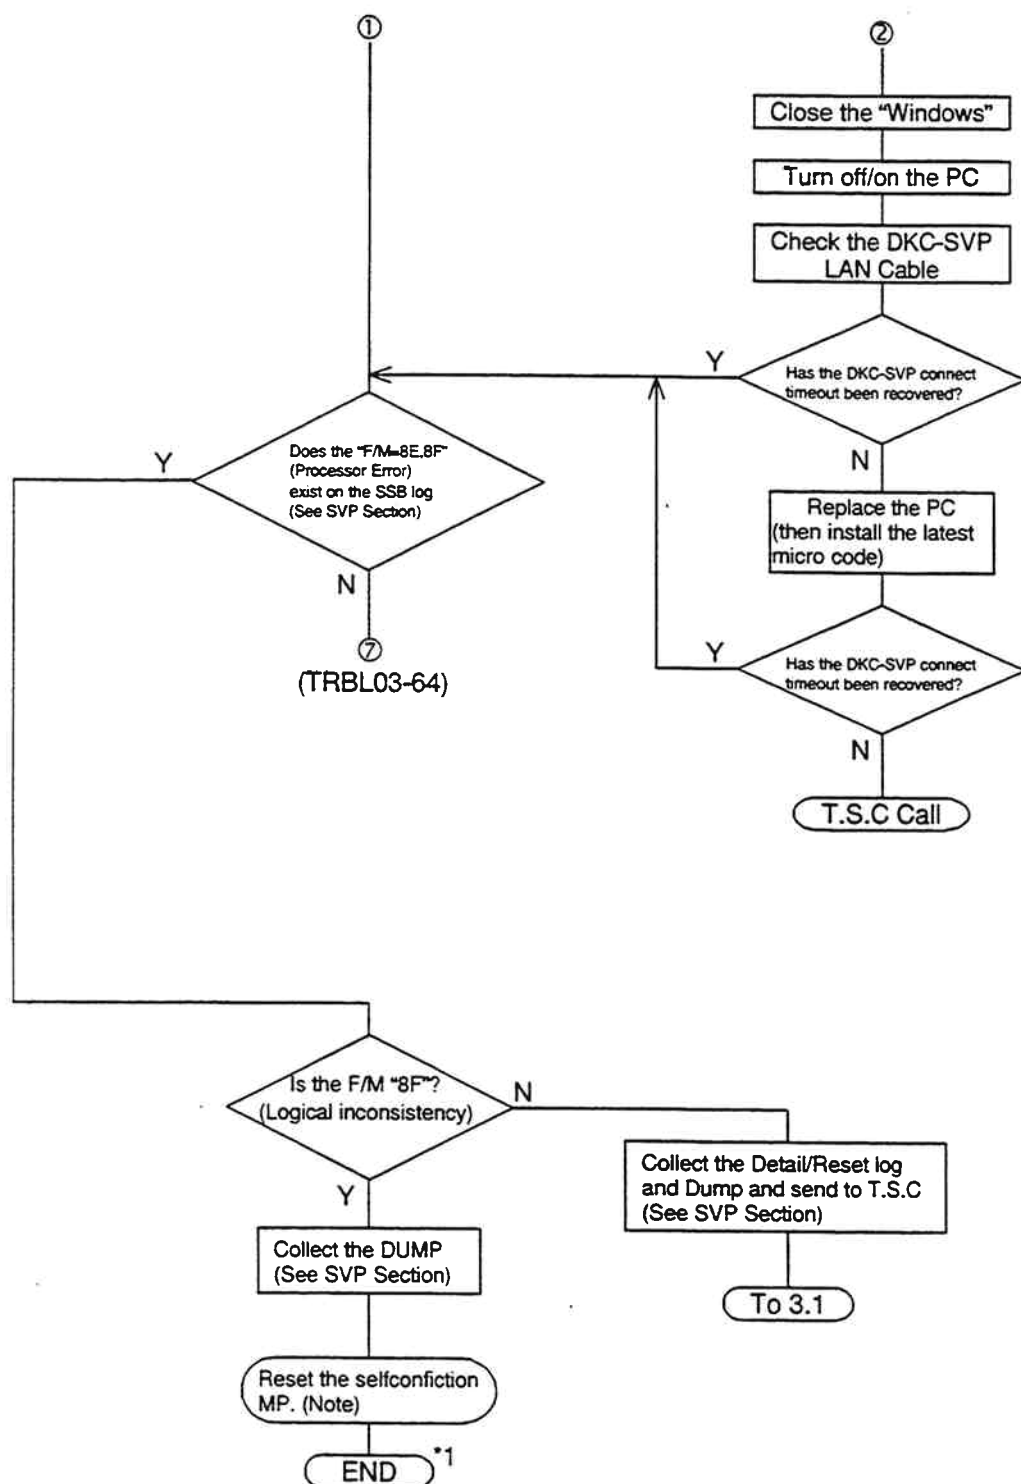 ①
②
Close the "Windows"
Turn off/on the PC
Check the DKC-SVP
LAN Cable
Y
Has the DKC-SVP connect
timeout been recovered?
N
Y
Does the "F/M=8E,8F"
(Processor Error)
exist on the SSB log
(See SVP Section)
N
⑦
(TRBL03-64)
Replace the PC
(then install the latest
micro code)
Y
Has the DKC-SVP connect
timeout been recovered?
N
T.S.C Call
Is the F/M "8F"?
(Logical inconsistency)
N
Y
Collect the Detail/Reset log
and Dump and send to T.S.C
(See SVP Section)
To 3.1
Collect the DUMP
(See SVP Section)
Reset the selfconfiction
MP. (Note)
END *1